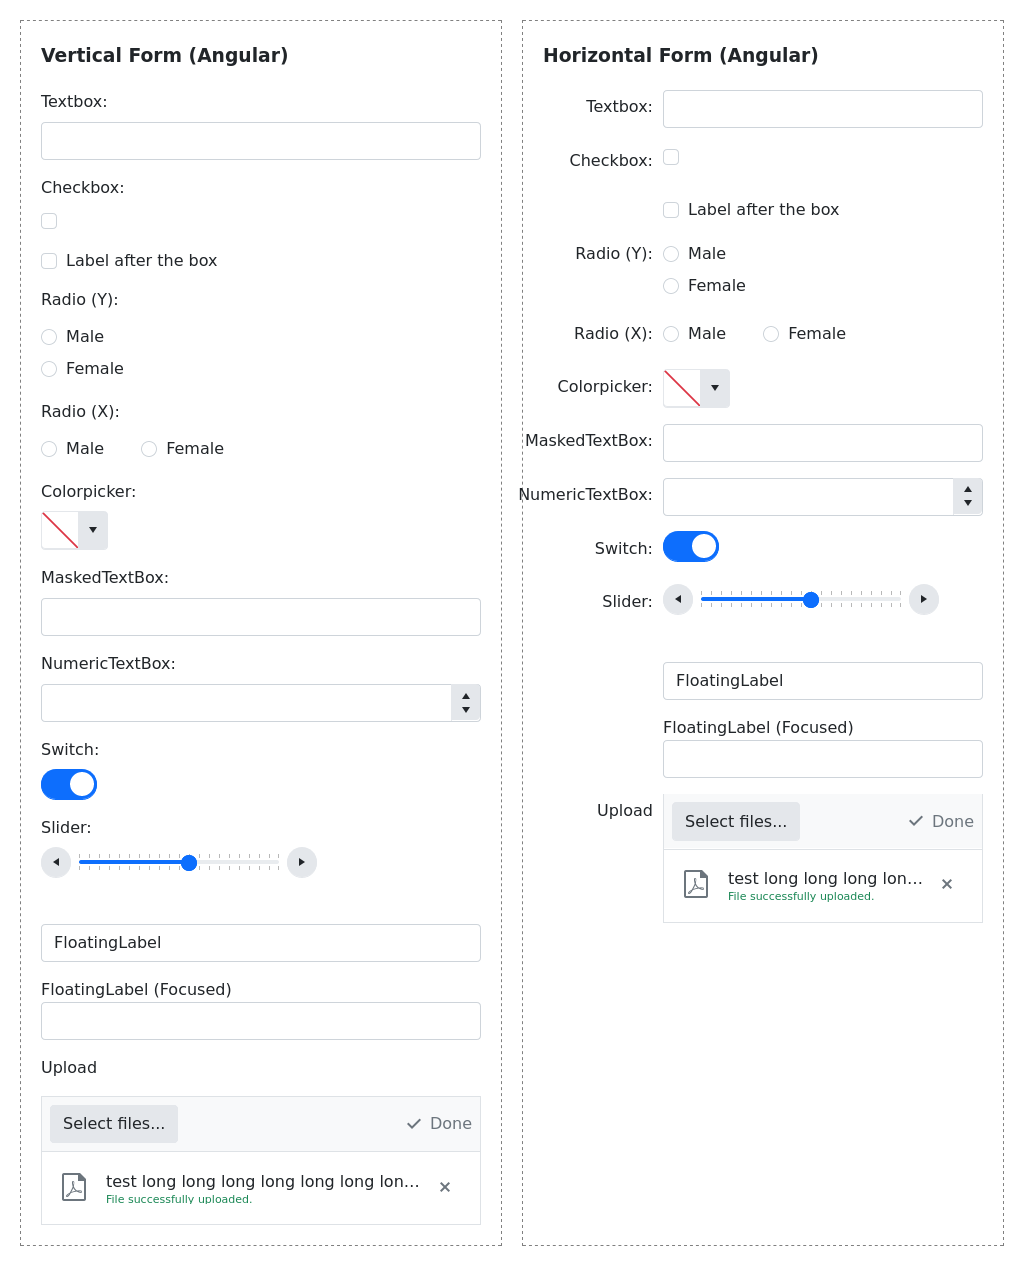 Vertical Form (Angular)
Textbox:
Checkbox:
Label after the box
Radio (Y):
Male
Female
Radio (X):
Male Female
Colorpicker:
MaskedTextBox:
NumericTextBox:
Switch:
Slider:
FloatingLabel
FloatingLabel (Focused)
Upload
Select files... Done
test long long long long long long lon...
File successfully uploaded.
Horizontal Form (Angular)
Textbox:
Checkbox:
Label after the box
Radio (Y): Male
Female
Radio (X): Male Female
Colorpicker:
MaskedTextBox:
NumericTextBox:
Switch:
Slider:
FloatingLabel
FloatingLabel (Focused)
Upload Select files... Done
test long long long lon...
File successfully uploaded.